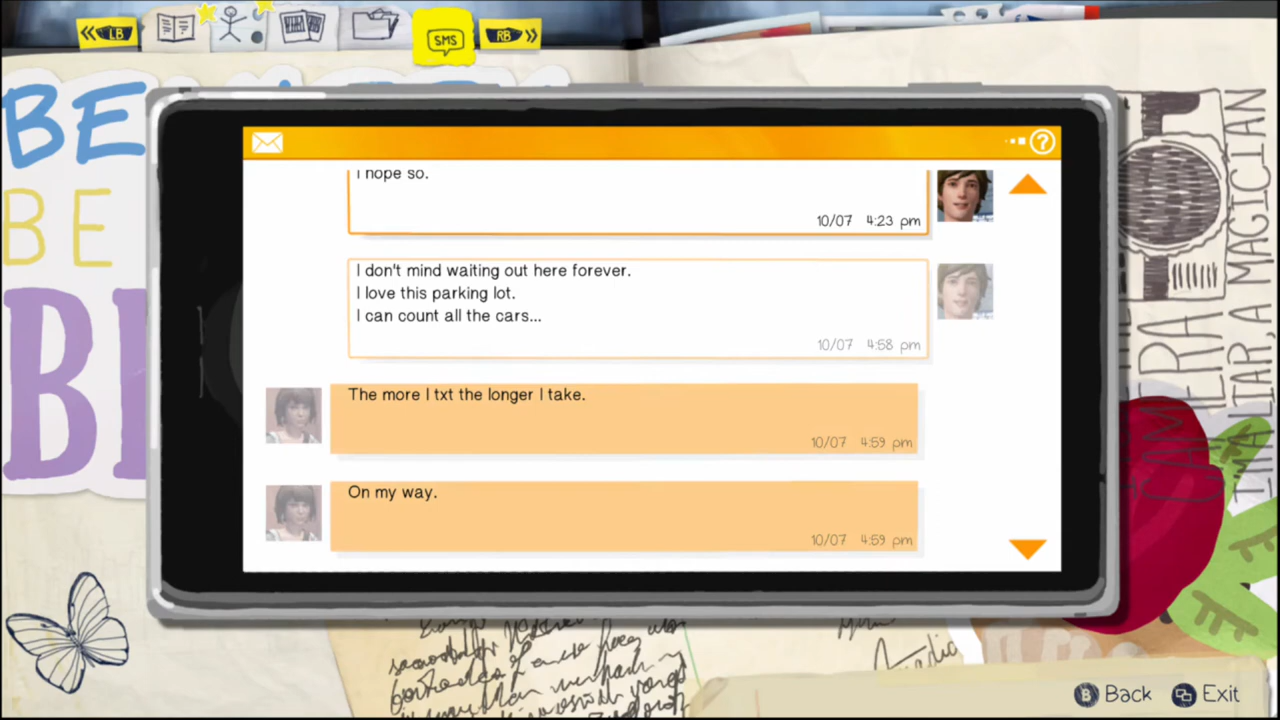 LB
SMS
RB
BE
BE
I hope so.
10/07 4:23 pm
I don't mind waiting out here forever.
I love this parking lot.
I can count all the cars...
10/07 4:58 pm
The more I txt the longer I take.
10/07 4:59 pm
On my way.
10/07 4:59 pm
I'M A LIAR, A MAGICIAN
B Back
Exit